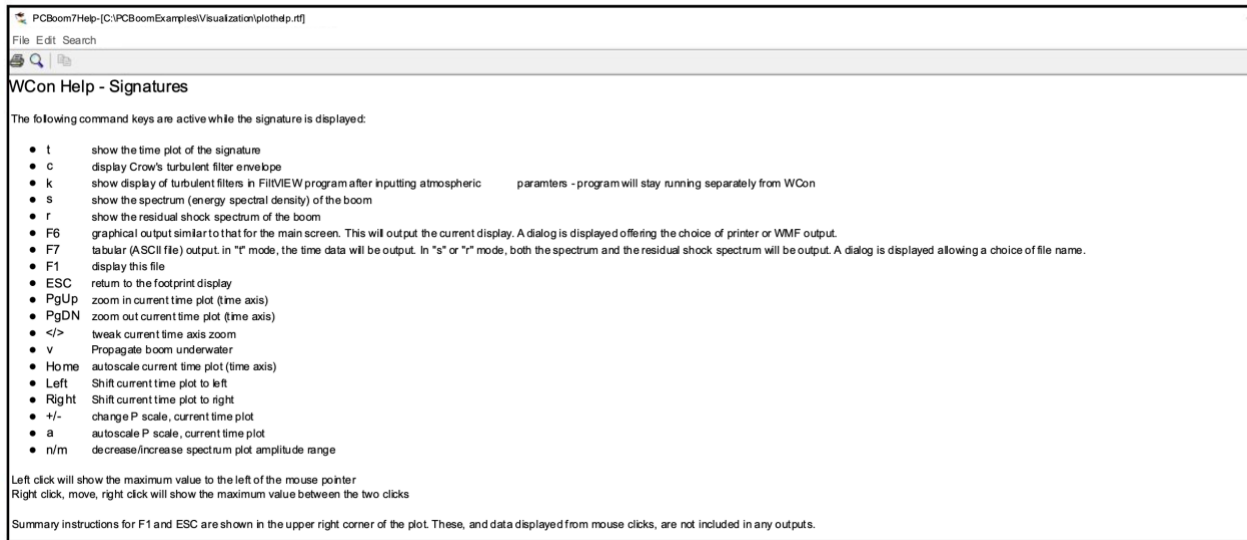 PCBoom7Help-[C:\PCBoomExamples\Visualization\plothelp.rtf]
File Edit Search
WCon Help - Signatures
The following command keys are active while the signature is displayed:
• t show the time plot of the signature
• c display Crow's turbulent filter envelope
• k show display of turbulent filters in FiltVIEW program after inputting atmospheric paramters - program will stay running separately from WCon
• s show the spectrum (energy spectral density) of the boom
• r show the residual shock spectrum of the boom
• F6 graphical output similar to that for the main screen. This will output the current display. A dialog is displayed offering the choice of printer or WMF output.
• F7 tabular (ASCII file) output. in "t" mode, the time data will be output. In "s" or "r" mode, both the spectrum and the residual shock spectrum will be output. A dialog is displayed allowing a choice of file name.
• F1 display this file
• ESC return to the footprint display
• PgUp zoom in current time plot (time axis)
• PgDN zoom out current time plot (time axis)
• </> tweak current time axis zoom
• v Propagate boom underwater
• Home autoscale current time plot (time axis)
• Left Shift current time plot to left
• Right Shift current time plot to right
• +/- change P scale, current time plot
• a autoscale P scale, current time plot
• n/m decrease/increase spectrum plot amplitude range
Left click will show the maximum value to the left of the mouse pointer
Right click, move, right click will show the maximum value between the two clicks
Summary instructions for F1 and ESC are shown in the upper right corner of the plot. These, and data displayed from mouse clicks, are not included in any outputs.